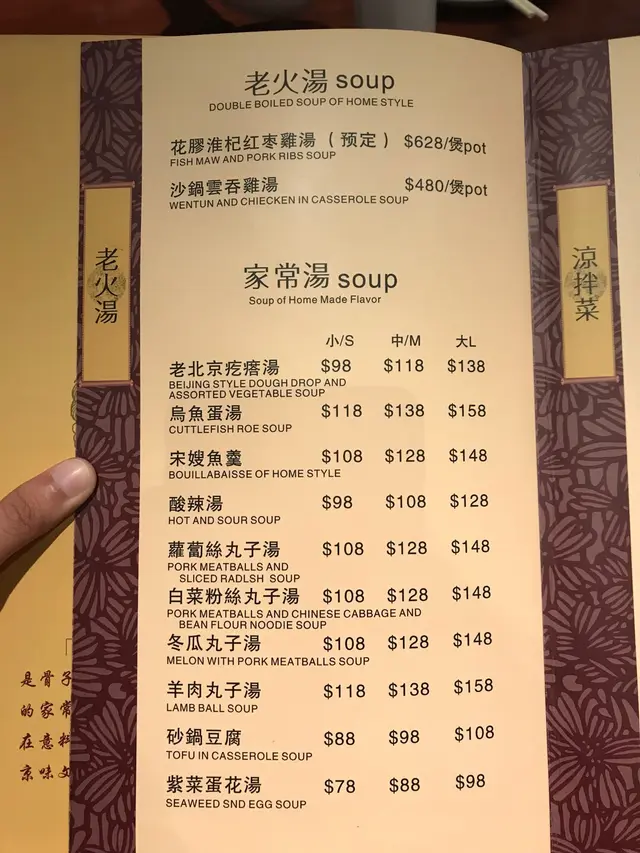 老火湯 soup
DOUBLE BOILED SOUP OF HOME STYLE
花膠淮杞红枣雞湯（预定） $628/煲pot
FISH MAW AND PORK RIBS SOUP
沙鍋雲吞雞湯 $480/煲pot
WENTUN AND CHIECKEN IN CASSEROLE SOUP
老火湯
涼拌菜
家常湯 soup
Soup of Home Made Flavor
小/S 中/M 大L
老北京疙瘩湯 $98 $118 $138
BEIJING STYLE DOUGH DROP AND
ASSORTED VEGETABLE SOUP
烏魚蛋湯 $118 $138 $158
CUTTLEFISH ROE SOUP
宋嫂魚羹 $108 $128 $148
BOUILLABAISSE OF HOME STYLE
酸辣湯 $98 $108 $128
HOT AND SOUR SOUP
蘿蔔絲丸子湯 $108 $128 $148
PORK MEATBALLS AND
SLICED RADLSH SOUP
白菜粉絲丸子湯 $108 $128 $148
PORK MEATBALLS AND CHINESE CABBAGE AND
BEAN FLOUR NOODIE SOUP
冬瓜丸子湯 $108 $128 $148
MELON WITH PORK MEATBALLS SOUP
羊肉丸子湯 $118 $138 $158
LAMB BALL SOUP
砂鍋豆腐 $88 $98 $108
TOFU IN CASSEROLE SOUP
紫菜蛋花湯 $78 $88 $98
SEAWEED SND EGG SOUP
是骨子
的家常
在意料
京味文